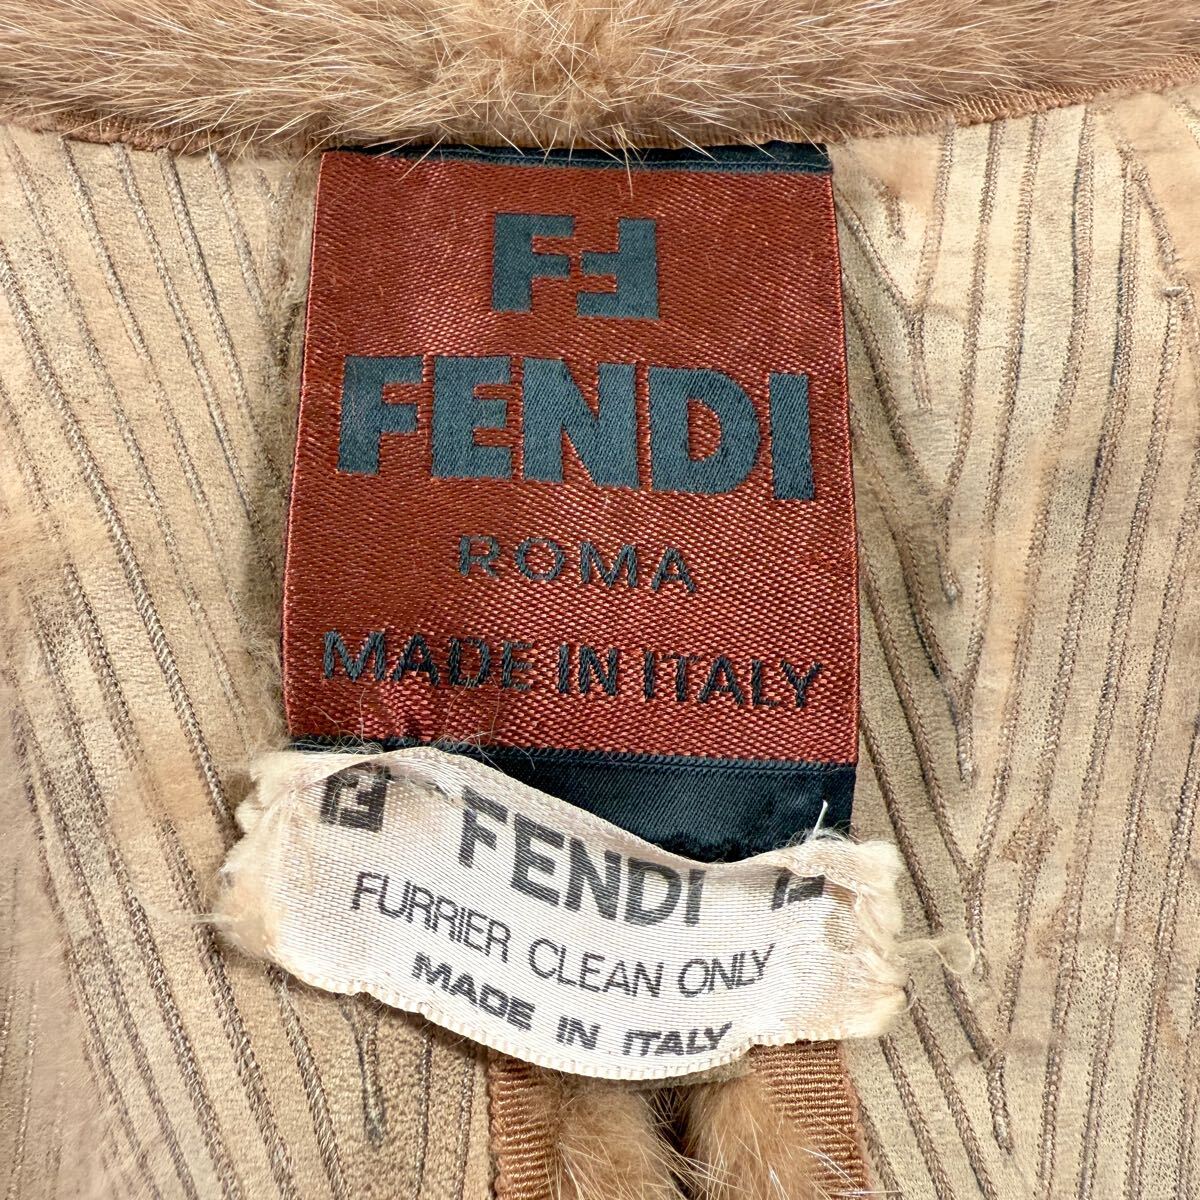 FF
FENDI
ROMA
MADE IN ITALY
FENDI
FURRIER CLEAN ONLY
MADE IN ITALY